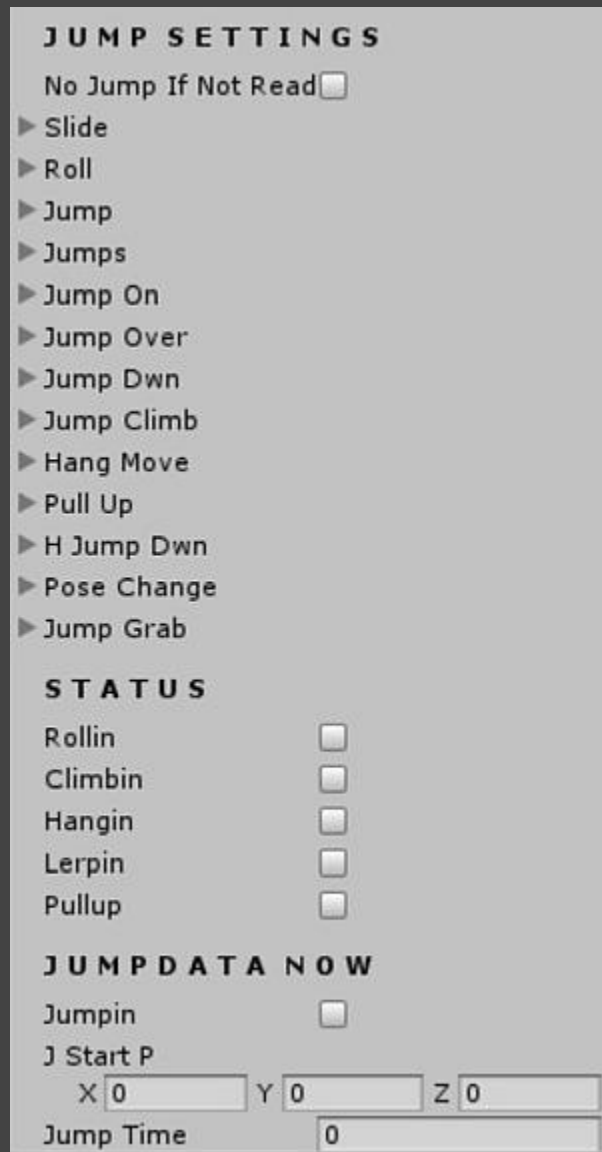 JUMP SETTINGS
No Jump If Not Read
Slide
Roll
Jump
Jumps
Jump On
Jump Over
Jump Dwn
Jump Climb
Hang Move
Pull Up
H Jump Dwn
Pose Change
Jump Grab
STATUS
Rollin
Climbin
Hangin
Lerpin
Pullup
JUMPDATA NOW
Jumpin
J Start P
X 0 Y 0 Z 0
Jump Time 0